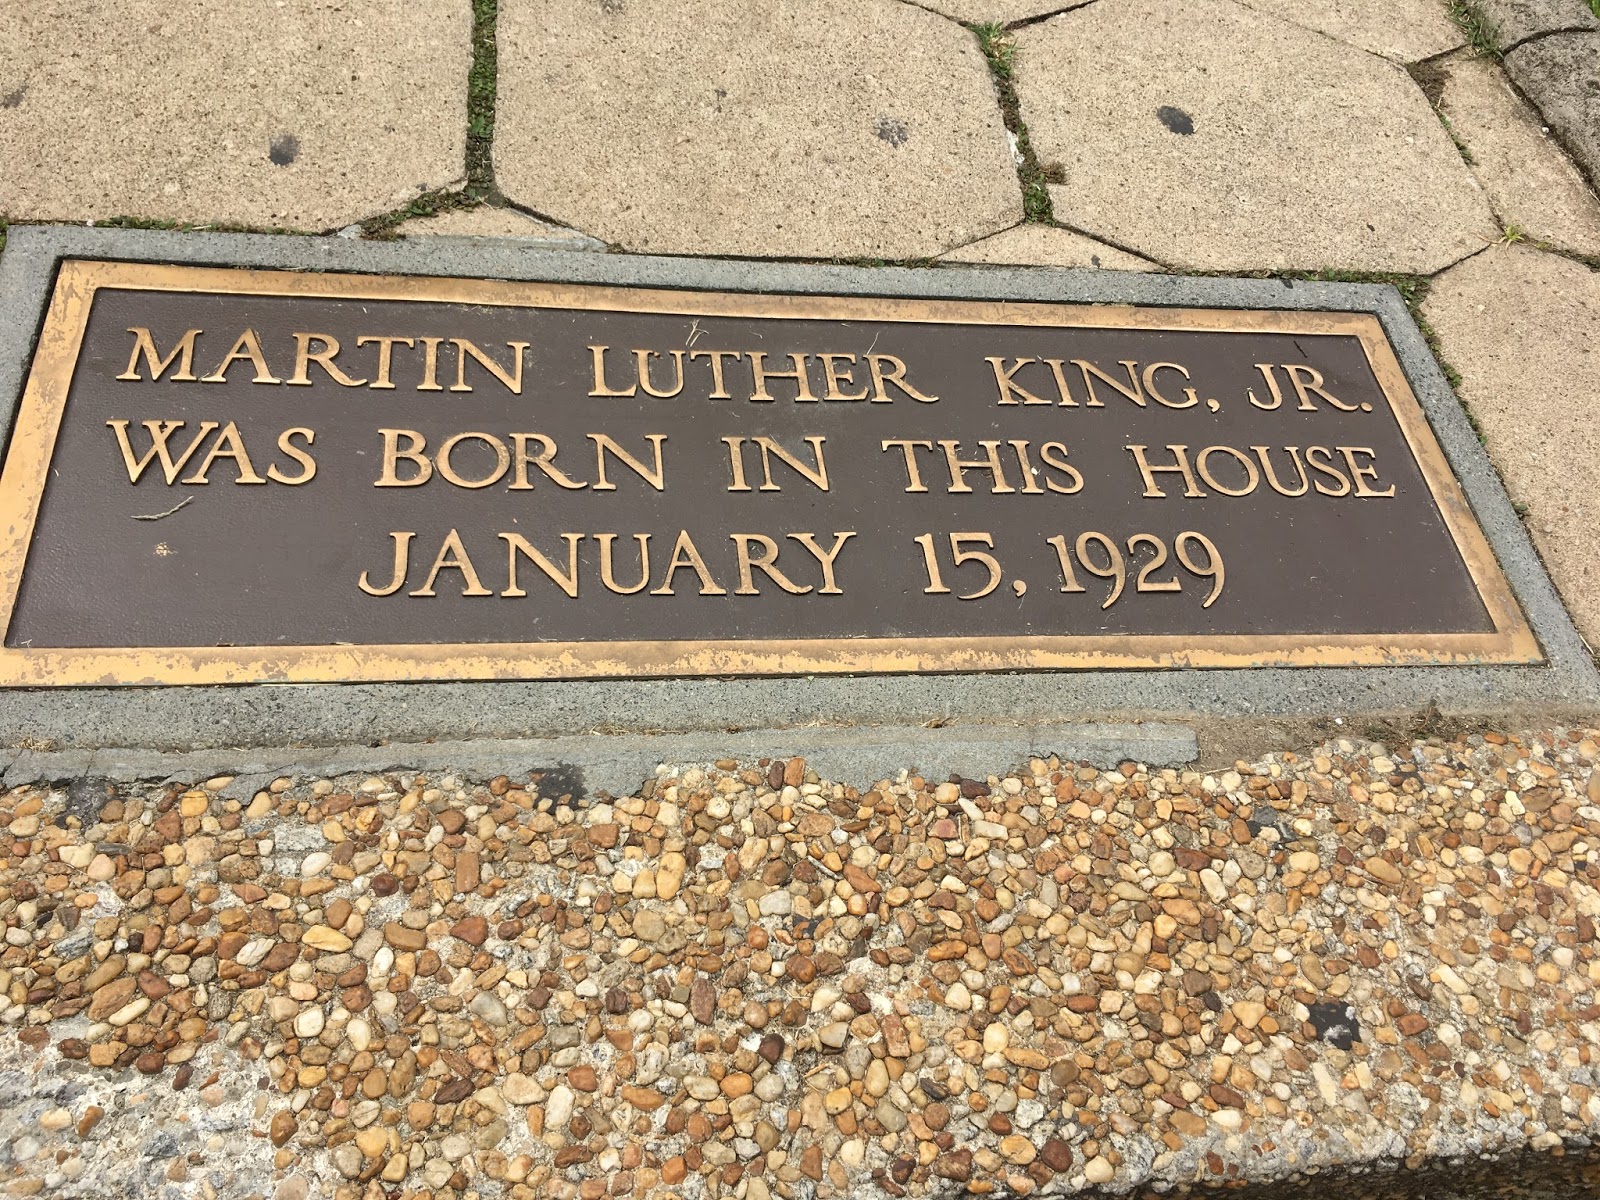 MARTIN LUTHER KING, JR.
WAS BORN IN THIS HOUSE
JANUARY 15, 1929